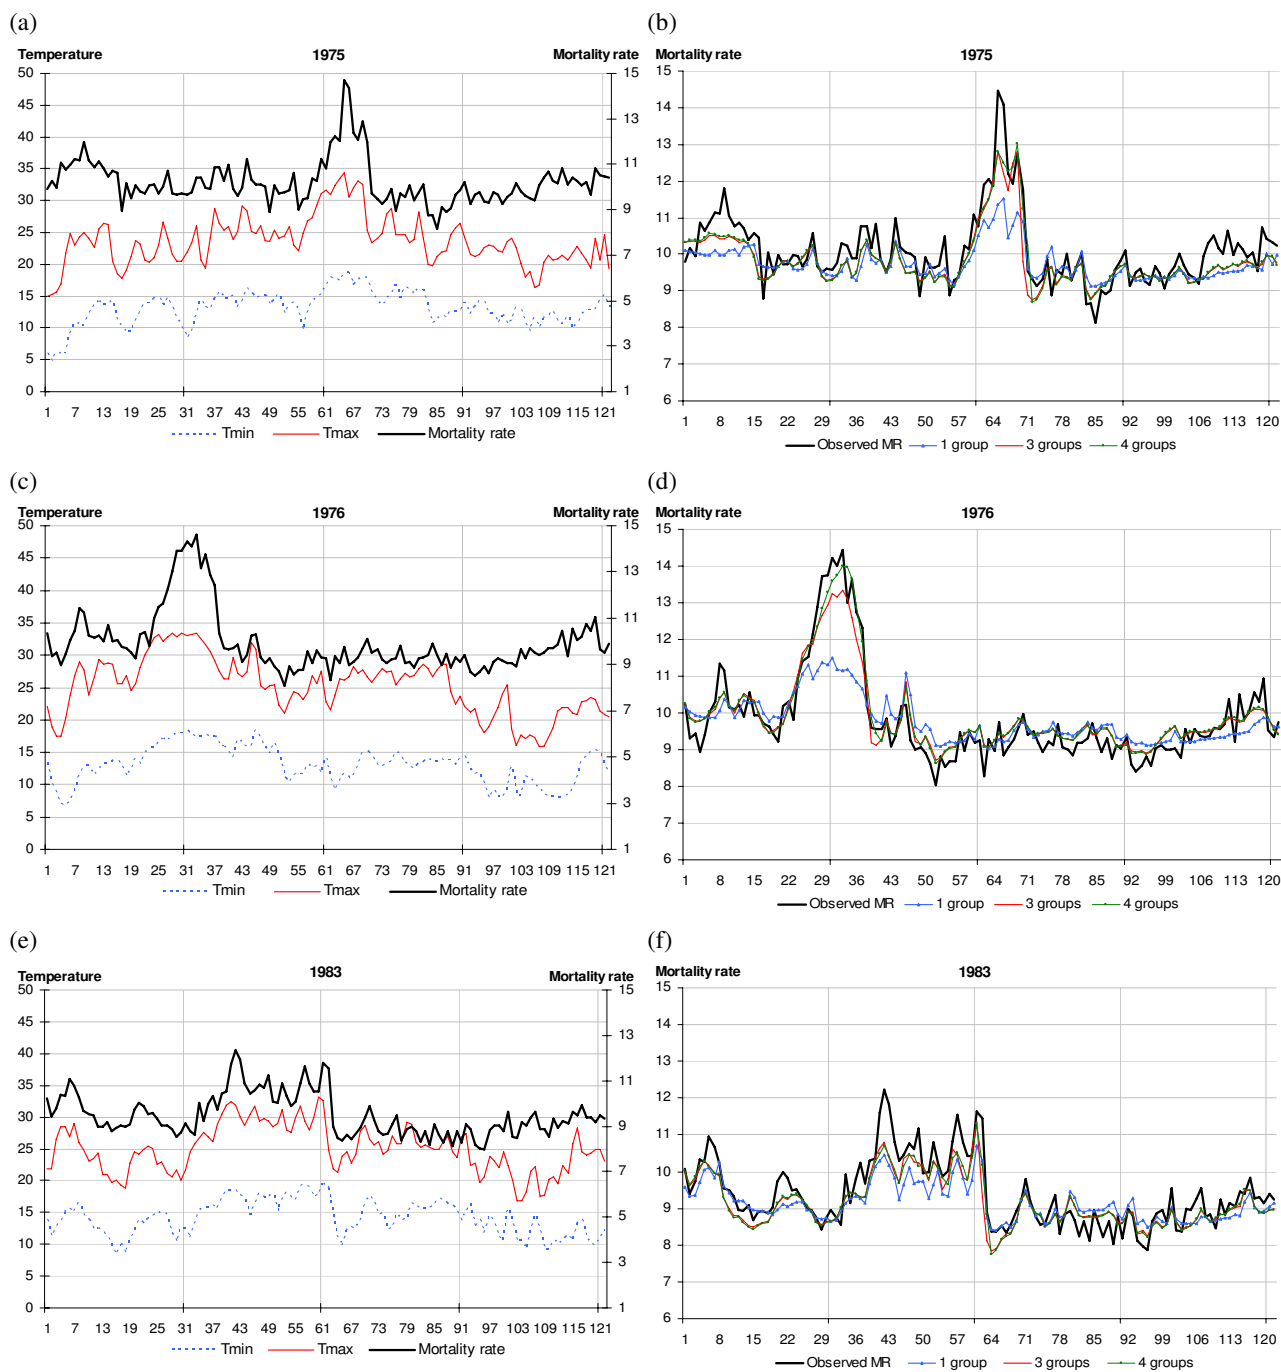 (a)
Temperature 1975 Mortality rate
50 15
45
40 13
35 11
30
25 9
20 7
15
10 5
5 3
0 1
1 7 13 19 25 31 37 43 49 55 61 67 73 79 85 91 97 103 109 115 121
Tmin Tmax Mortality rate
(b)
Mortality rate 1975
15
14
13
12
11
10
9
8
7
6
1 8 15 22 29 36 43 50 57 64 71 78 85 92 99 106 113 120
Observed MR 1 group 3 groups 4 groups
(c)
Temperature 1976 Mortality rate
50 15
45
40 13
35 11
30
25 9
20 7
15
10 5
5 3
0 1
1 7 13 19 25 31 37 43 49 55 61 67 73 79 85 91 97 103 109 115 121
Tmin Tmax Mortality rate
(d)
Mortality rate 1976
15
14
13
12
11
10
9
8
7
6
1 8 15 22 29 36 43 50 57 64 71 78 85 92 99 106 113 120
Observed MR 1 group 3 groups 4 groups
(e)
Temperature 1983 Mortality rate
50 15
45
40 13
35 11
30
25 9
20 7
15
10 5
5 3
0 1
1 7 13 19 25 31 37 43 49 55 61 67 73 79 85 91 97 103 109 115 121
Tmin Tmax Mortality rate
(f)
Mortality rate 1983
15
14
13
12
11
10
9
8
7
6
1 8 15 22 29 36 43 50 57 64 71 78 85 92 99 106 113 120
Observed MR 1 group 3 groups 4 groups